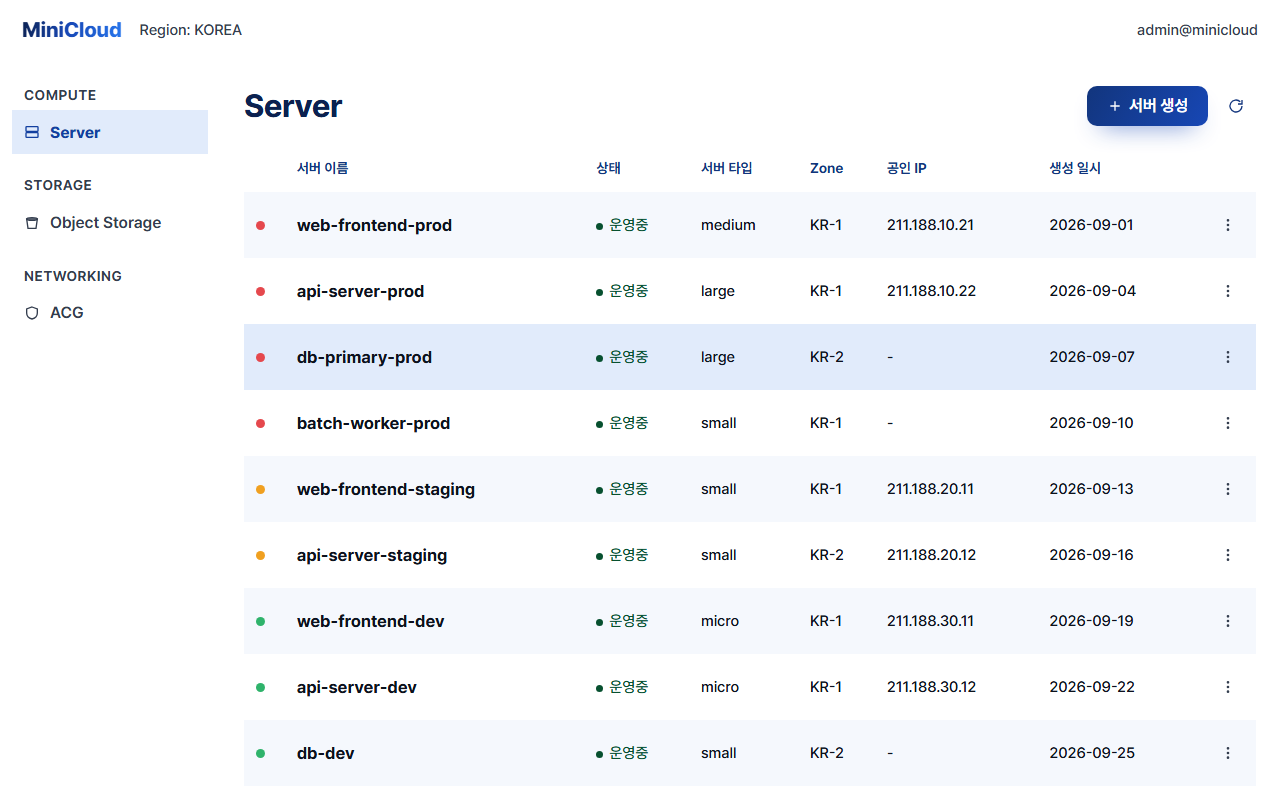 MiniCloud Region: KOREA admin@minicloud
COMPUTE
Server
STORAGE
Object Storage
NETWORKING
ACG
Server
+ 서버 생성
서버 이름 상태 서버 타입 Zone 공인 IP 생성 일시
web-frontend-prod 운영중 medium KR-1 211.188.10.21 2026-09-01
api-server-prod 운영중 large KR-1 211.188.10.22 2026-09-04
db-primary-prod 운영중 large KR-2 - 2026-09-07
batch-worker-prod 운영중 small KR-1 - 2026-09-10
web-frontend-staging 운영중 small KR-1 211.188.20.11 2026-09-13
api-server-staging 운영중 small KR-2 211.188.20.12 2026-09-16
web-frontend-dev 운영중 micro KR-1 211.188.30.11 2026-09-19
api-server-dev 운영중 micro KR-1 211.188.30.12 2026-09-22
db-dev 운영중 small KR-2 - 2026-09-25